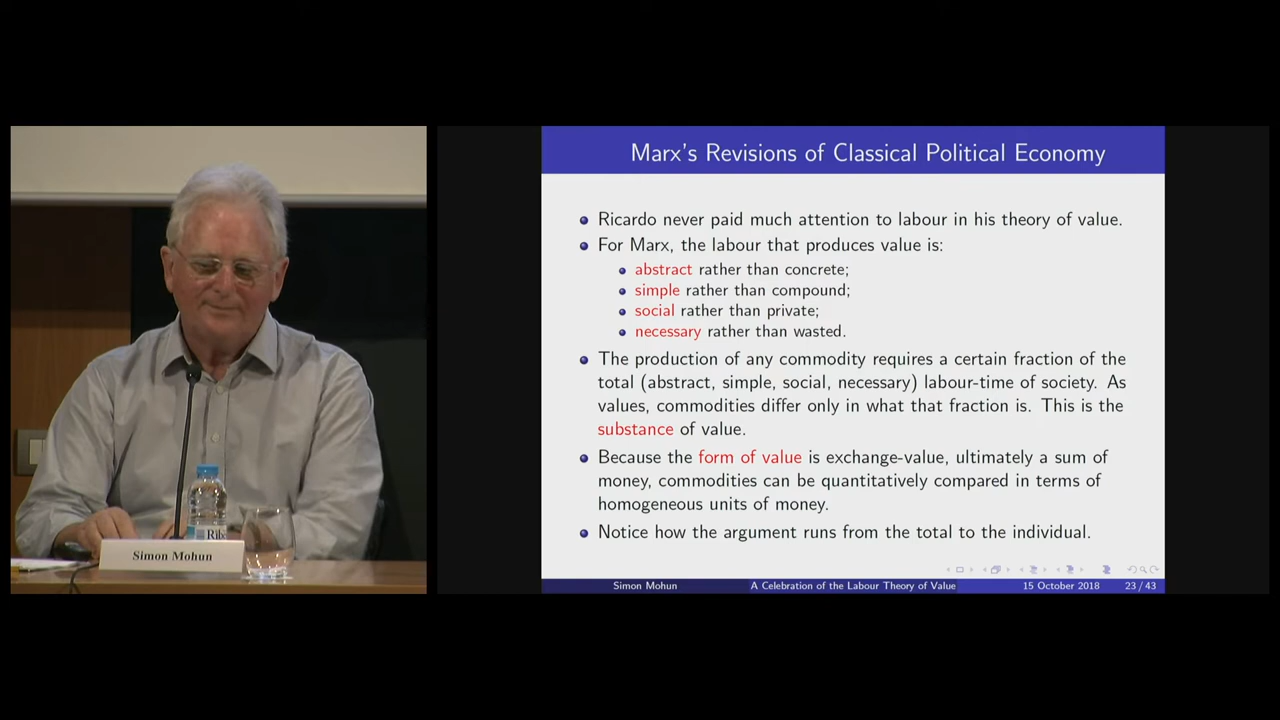 Marx's Revisions of Classical Political Economy
Ricardo never paid much attention to labour in his theory of value.
For Marx, the labour that produces value is:
abstract rather than concrete;
simple rather than compound;
social rather than private;
necessary rather than wasted.
The production of any commodity requires a certain fraction of the
total (abstract, simple, social, necessary) labour-time of society. As
values, commodities differ only in what that fraction is. This is the
substance of value.
Because the form of value is exchange-value, ultimately a sum of
money, commodities can be quantitatively compared in terms of
homogeneous units of money.
Notice how the argument runs from the total to the individual.
Simon Mohun A Celebration of the Labour Theory of Value 15 October 2018 23 / 43
Simon Mohun